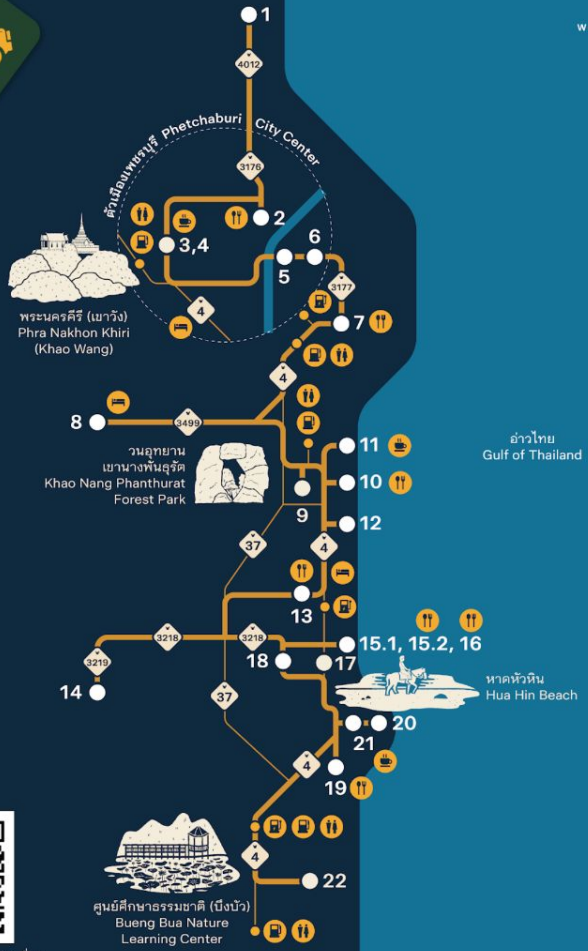 W
1
4012
ตัวเมืองเพชรบุรี Phetchaburi City Center
3176
2
3,4
6
5
3177
4
7
พระนครคีรี (เขาวัง)
Phra Nakhon Khiri
(Khao Wang)
4
8
3499
11
อ่าวไทย
Gulf of Thailand
วนอุทยาน
เขานางพันธุรัต
Khao Nang Phanthurat
Forest Park
10
9
12
37
4
13
3218
3218
15.1, 15.2, 16
3219
18
17
14
37
หาดหัวหิน
Hua Hin Beach
20
21
4
19
4
22
ศูนย์ศึกษาธรรมชาติ (บึงบัว)
Bueng Bua Nature
Learning Center